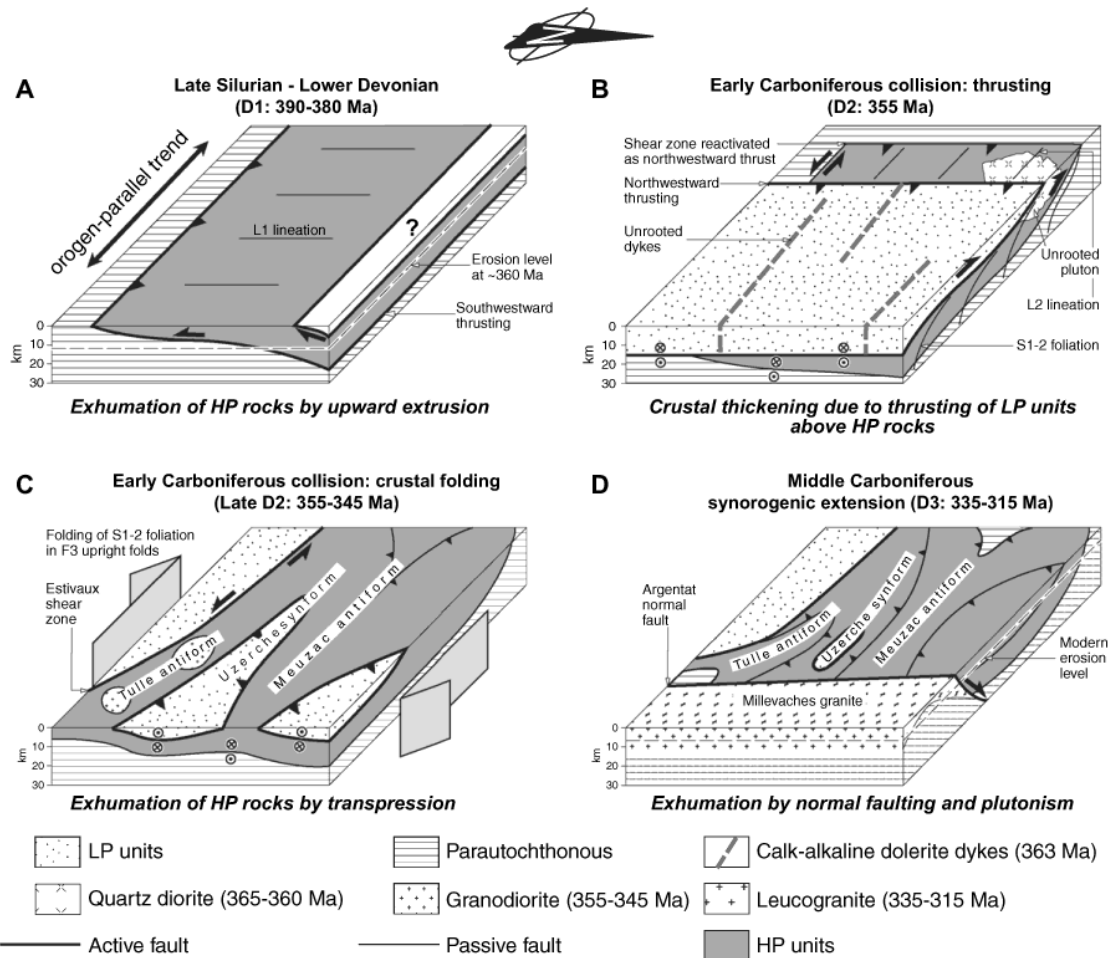 N
A
Late Silurian - Lower Devonian
(D1: 390-380 Ma)
orogen-parallel trend
L1 lineation
?
Erosion level
at ~360 Ma
Southwestward
thrusting
0
10
20
30
km
Exhumation of HP rocks by upward extrusion
B
Early Carboniferous collision: thrusting
(D2: 355 Ma)
Shear zone reactivated
as northwestward thrust
Northwestward
thrusting
Unrooted
dykes
Unrooted
pluton
L2 lineation
S1-2 foliation
0
10
20
30
km
Crustal thickening due to thrusting of LP units
above HP rocks
C
Early Carboniferous collision: crustal folding
(Late D2: 355-345 Ma)
Folding of S1-2 foliation
in F3 upright folds
Estivaux
shear
zone
Tulle antiform
Uzerche synform
Meuzac antiform
0
10
20
30
km
Exhumation of HP rocks by transpression
D
Middle Carboniferous
synorogenic extension (D3: 335-315 Ma)
Argentat
normal
fault
Tulle antiform
Uzerche synform
Meuzac antiform
Modern
erosion
level
Millevaches granite
0
10
20
30
km
Exhumation by normal faulting and plutonism
LP units
Parautochthonous
Calk-alkaline dolerite dykes (363 Ma)
Quartz diorite (365-360 Ma)
Granodiorite (355-345 Ma)
Leucogranite (335-315 Ma)
Active fault
Passive fault
HP units